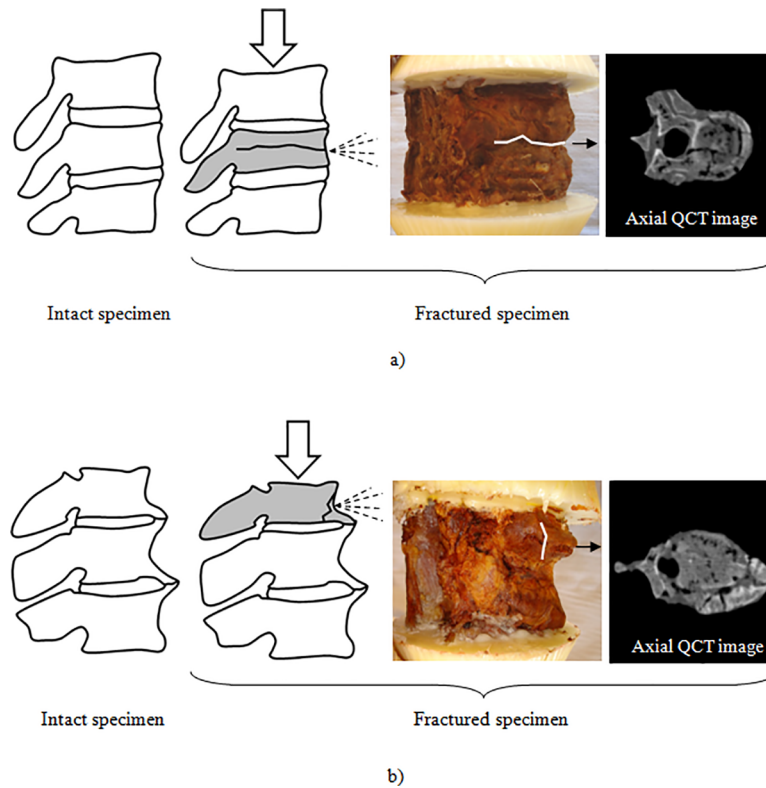 Axial QCT image
Intact specimen
Fractured specimen
a)
Axial QCT image
Intact specimen
Fractured specimen
b)